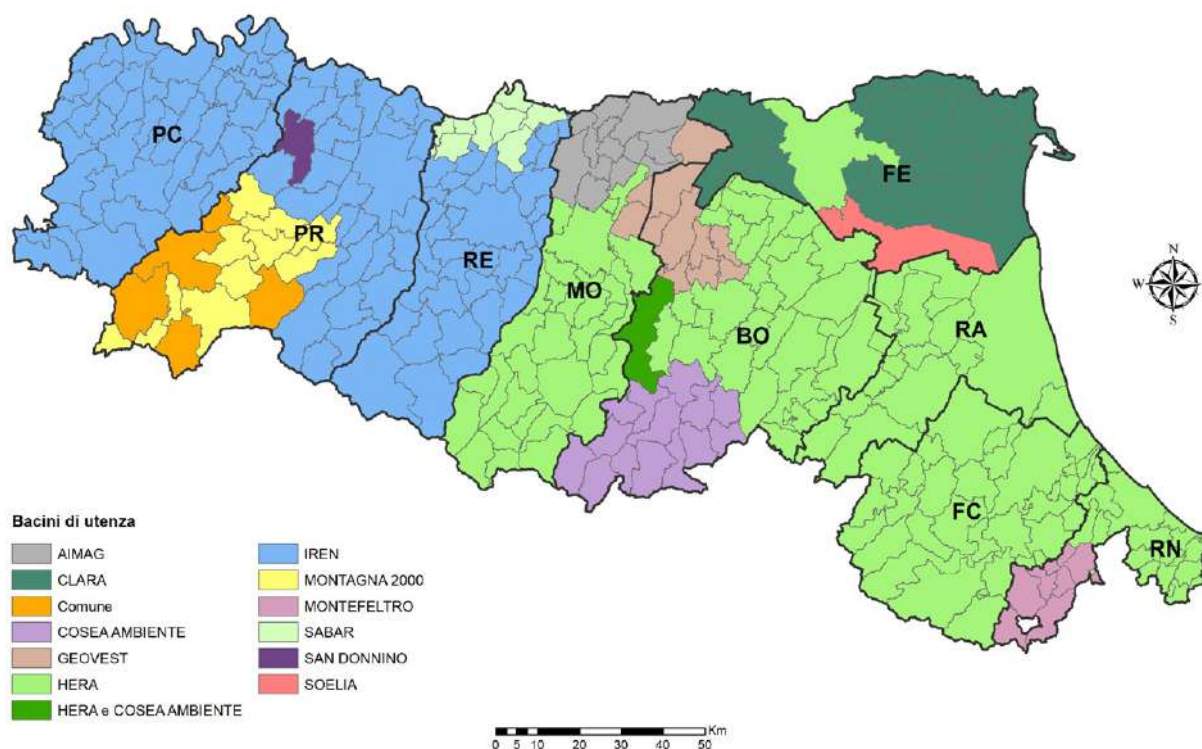 PC
PR
RE
MO
BO
FE
RA
FC
RN
N
W
E
S
Bacini di utenza
AIMAG
CLARA
Comune
COSEA AMBIENTE
GEOVEST
HERA
HERA e COSEA AMBIENTE
IREN
MONTAGNA 2000
MONTEFELTRO
SABAR
SAN DONNINO
SOELIA
Km
0 5 10 20 30 40 50